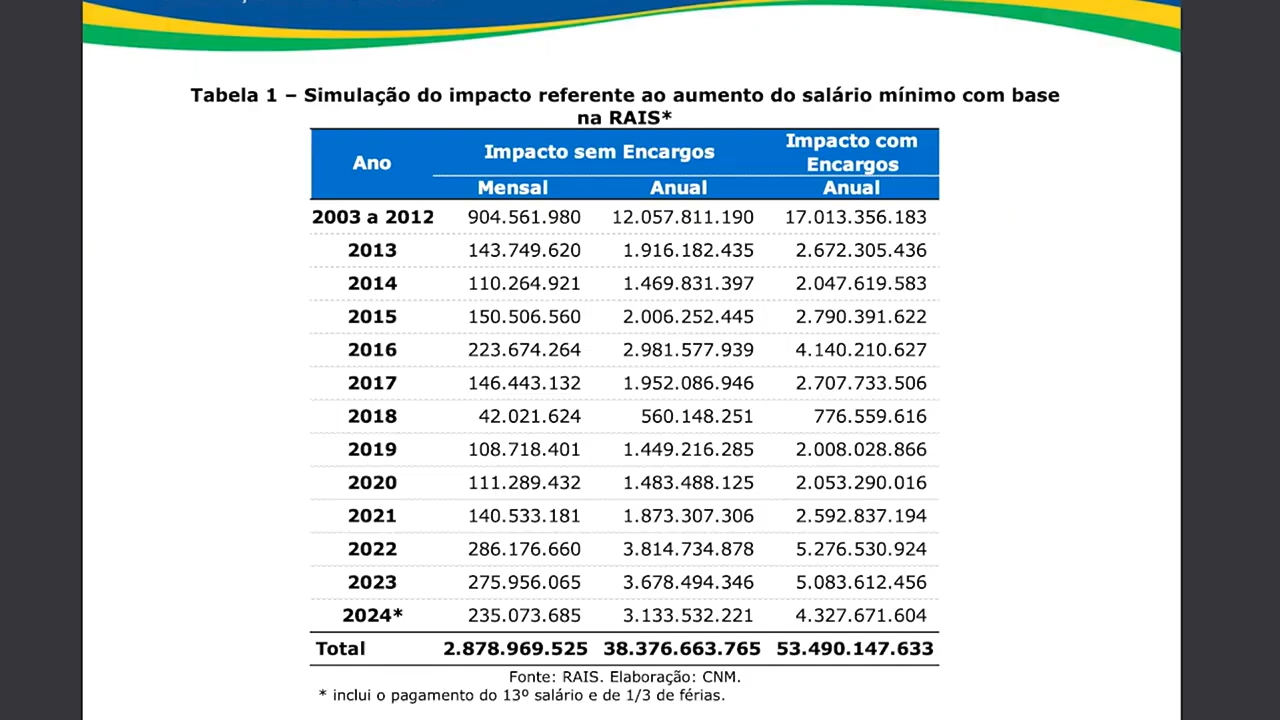 Tabela 1 – Simulação do impacto referente ao aumento do salário mínimo com base
na RAIS*
Ano Impacto sem Encargos Impacto com Encargos
Mensal Anual Anual
2003 a 2012 904.561.980 12.057.811.190 17.013.356.183
2013 143.749.620 1.916.182.435 2.672.305.436
2014 110.264.921 1.469.831.397 2.047.619.583
2015 150.506.560 2.006.252.445 2.790.391.622
2016 223.674.264 2.981.577.939 4.140.210.627
2017 146.443.132 1.952.086.946 2.707.733.506
2018 42.021.624 560.148.251 776.559.616
2019 108.718.401 1.449.216.285 2.008.028.866
2020 111.289.432 1.483.488.125 2.053.290.016
2021 140.533.181 1.873.307.306 2.592.837.194
2022 286.176.660 3.814.734.878 5.276.530.924
2023 275.956.065 3.678.494.346 5.083.612.456
2024* 235.073.685 3.133.532.221 4.327.671.604
Total 2.878.969.525 38.376.663.765 53.490.147.633
Fonte: RAIS. Elaboração: CNM.
* inclui o pagamento do 13º salário e de 1/3 de férias.